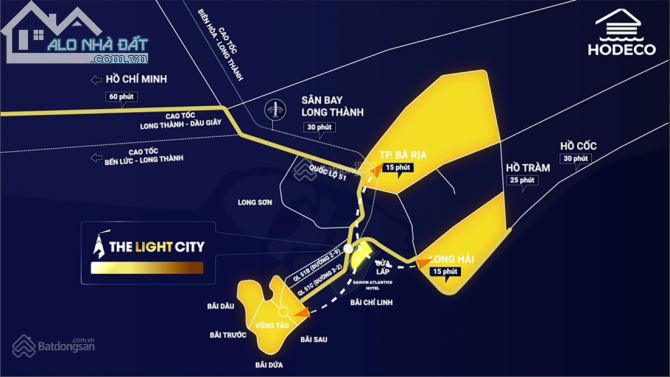 ALO NHÀ ĐẤT
.com.vn
HODECO
CAO TỐC
BIÊN HÒA - LONG THÀNH
HỒ CHÍ MINH
60 phút
CAO TỐC
LONG THÀNH - DẦU GIÂY
SÂN BAY
LONG THÀNH
30 phút
CAO TỐC
BẾN LỨC - LONG THÀNH
HỒ CỐC
30 phút
TP. BÀ RỊA
15 phút
HỒ TRÀM
25 phút
QUỐC LỘ 51
Batdongsan
LONG SƠN
THE LIGHT CITY
QL 51B (ĐƯỜNG 2-9)
QL 51C (ĐƯỜNG 3-2)
CỬA
LẤP
LONG HẢI
15 phút
SAIGON ATLANTICS
HOTEL
BÃI CHÍ LINH
BÃI DÂU
VŨNG TÀU
BÃI TRƯỚC
BÃI SAU
BÃI DỨA
Batdongsan
.com.vn